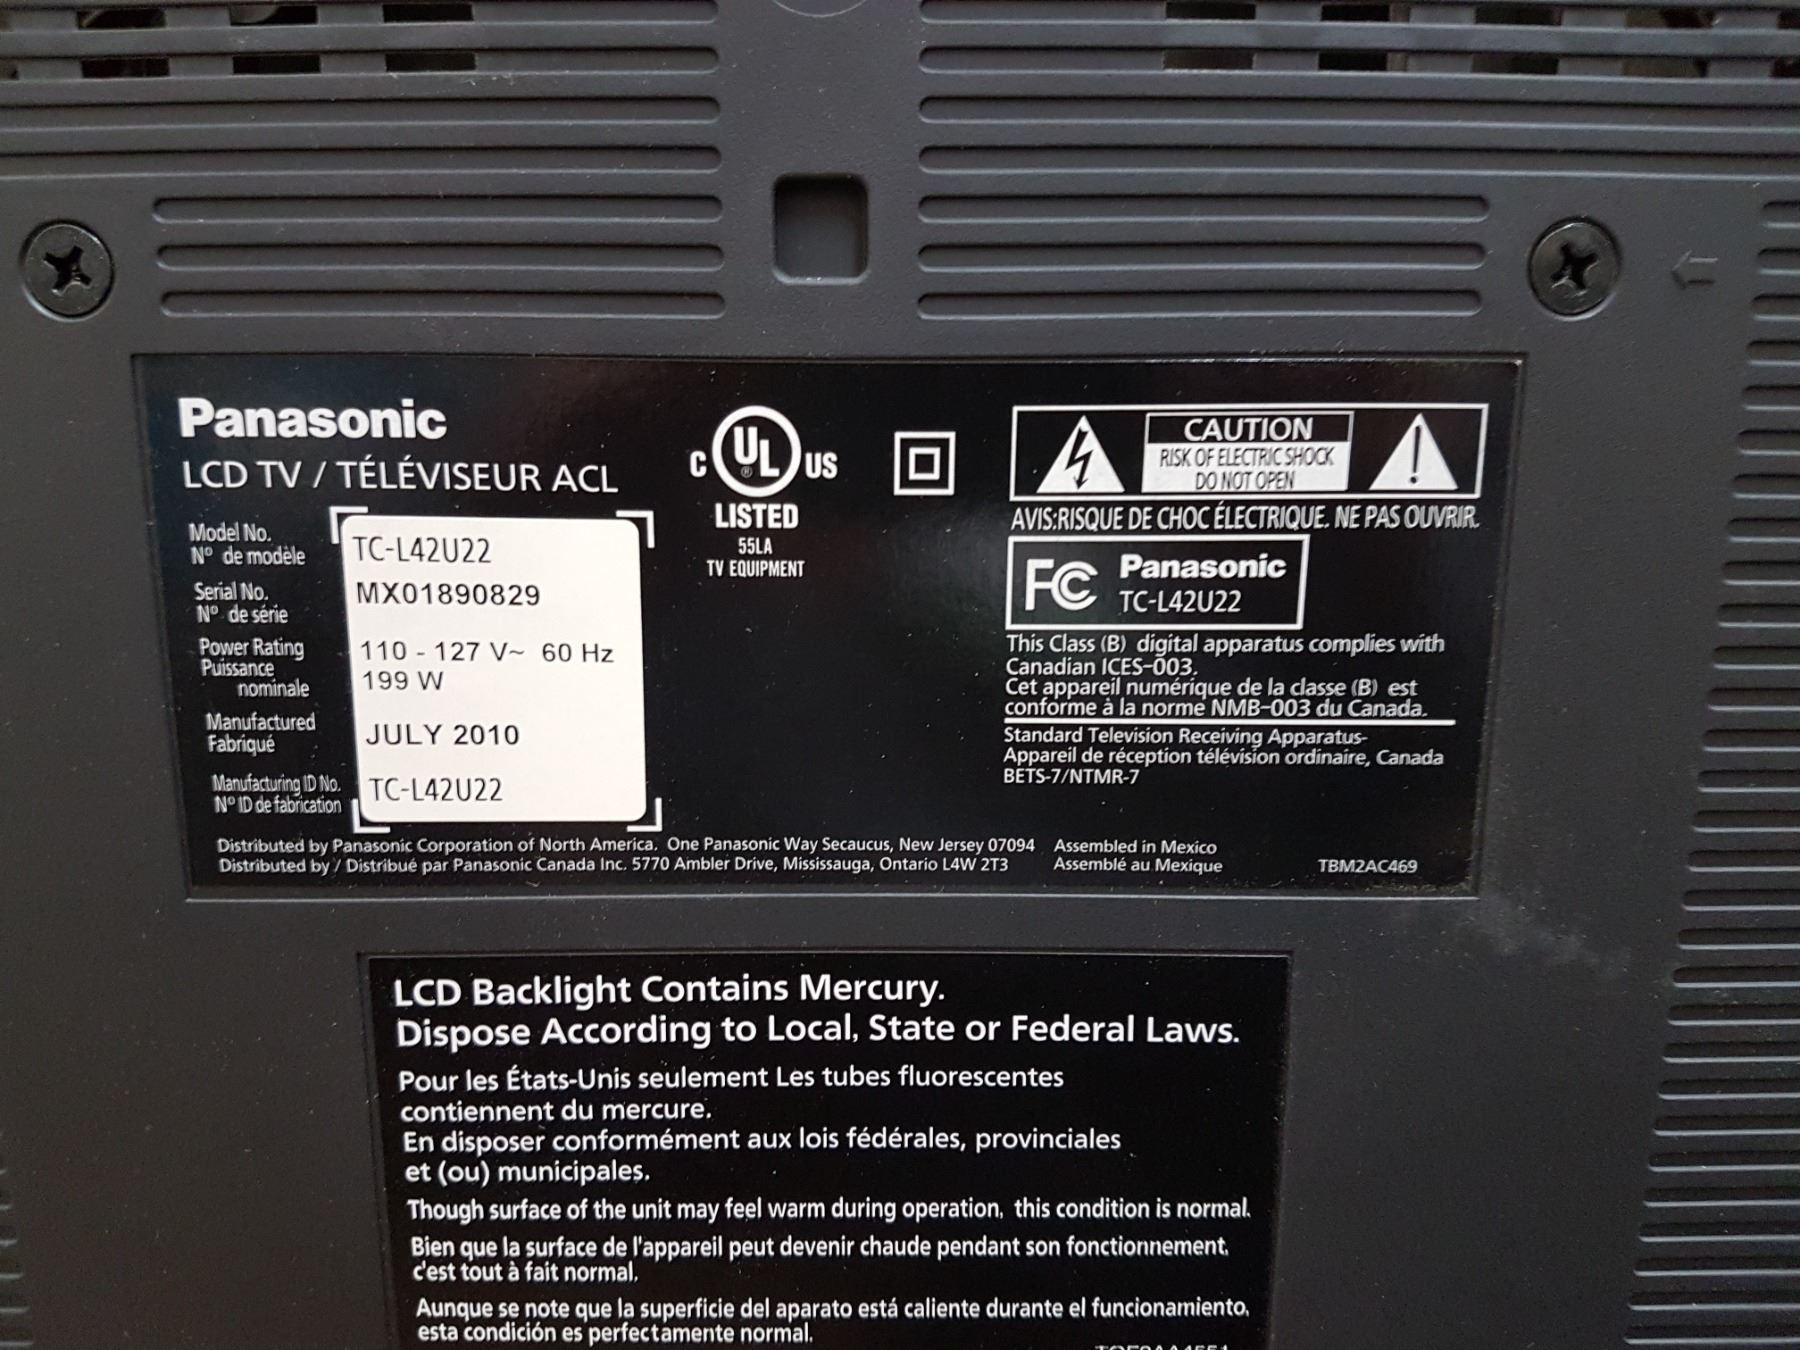 Panasonic
LCD TV / TÉLÉVISEUR ACL
Model No.
Nº de modèle
TC-L42U22
Serial No.
Nº de série
MX01890829
Power Rating
Puissance
nominale
110 - 127 V~ 60 Hz
199 W
Manufactured
Fabriqué
JULY 2010
Manufacturing ID No.
Nº ID de fabrication
TC-L42U22
C UL ® US
LISTED
55LA
TV EQUIPMENT
CAUTION
RISK OF ELECTRIC SHOCK
DO NOT OPEN
AVIS:RISQUE DE CHOC ÉLECTRIQUE. NE PAS OUVRIR.
FC Panasonic
TC-L42U22
This Class (B) digital apparatus complies with
Canadian ICES-003.
Cet appareil numérique de la classe (B) est
conforme à la norme NMB-003 du Canada.
Standard Television Receiving Apparatus-
Appareil de réception télévision ordinaire, Canada
BETS-7/NTMR-7
Distributed by Panasonic Corporation of North America. One Panasonic Way Secaucus, New Jersey 07094 Assembled in Mexico
Distributed by / Distribué par Panasonic Canada Inc. 5770 Ambler Drive, Mississauga, Ontario L4W 2T3 Assemblé au Mexique
TBM2AC469
LCD Backlight Contains Mercury.
Dispose According to Local, State or Federal Laws.
Pour les États-Unis seulement Les tubes fluorescentes
contiennent du mercure.
En disposer conformément aux lois fédérales, provinciales
et (ou) municipales.
Though surface of the unit may feel warm during operation, this condition is normal.
Bien que la surface de l'appareil peut devenir chaude pendant son fonctionnement,
c'est tout à fait normal.
Aunque se note que la superficie del aparato está caliente durante el funcionamiento,
esta condición es perfectamente normal.